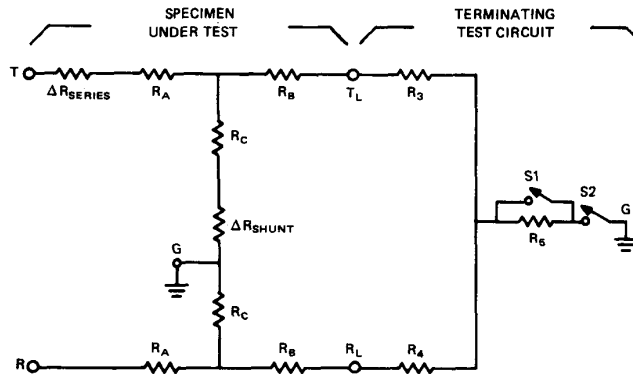 SPECIMEN
UNDER TEST
TERMINATING
TEST CIRCUIT
T
ΔR_SERIES
R_A
R_B
T_L
R_3
R_C
S1
S2
G
R_5
ΔR_SHUNT
G
R_C
R
R_A
R_B
R_L
R_4